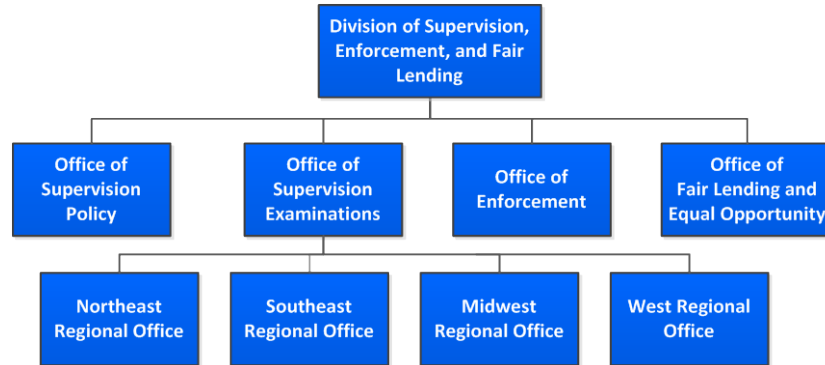 Division of Supervision,
Enforcement, and Fair
Lending
Office of
Supervision
Policy
Office of
Supervision
Examinations
Office of
Enforcement
Office of
Fair Lending and
Equal Opportunity
Northeast
Regional Office
Southeast
Regional Office
Midwest
Regional Office
West Regional
Office